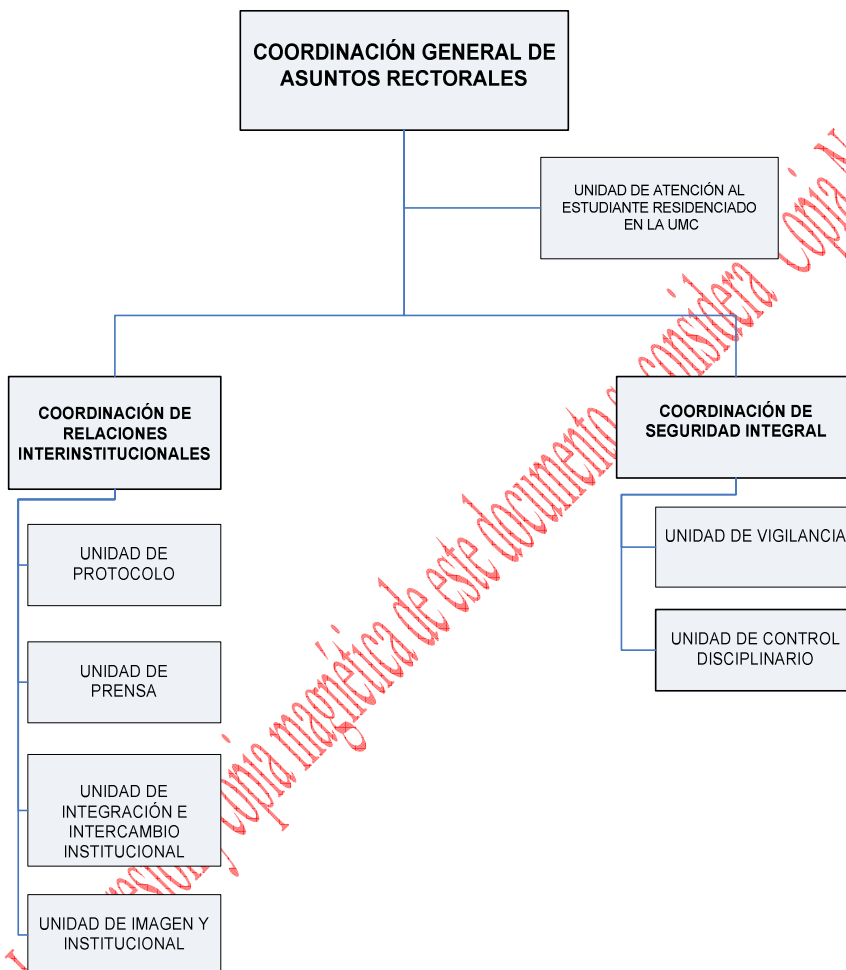 COORDINACIÓN GENERAL DE
ASUNTOS RECTORALES
UNIDAD DE ATENCIÓN AL
ESTUDIANTE RESIDENCIADO
EN LA UMC
COORDINACIÓN DE
RELACIONES
INTERINSTITUCIONALES
COORDINACIÓN DE
SEGURIDAD INTEGRAL
UNIDAD DE
PROTOCOLO
UNIDAD DE
PRENSA
UNIDAD DE
INTEGRACIÓN E
INTERCAMBIO
INSTITUCIONAL
UNIDAD DE IMAGEN Y
INSTITUCIONAL
UNIDAD DE VIGILANCIA
UNIDAD DE CONTROL
DISCIPLINARIO
copia magnética de este documento considera "Copia